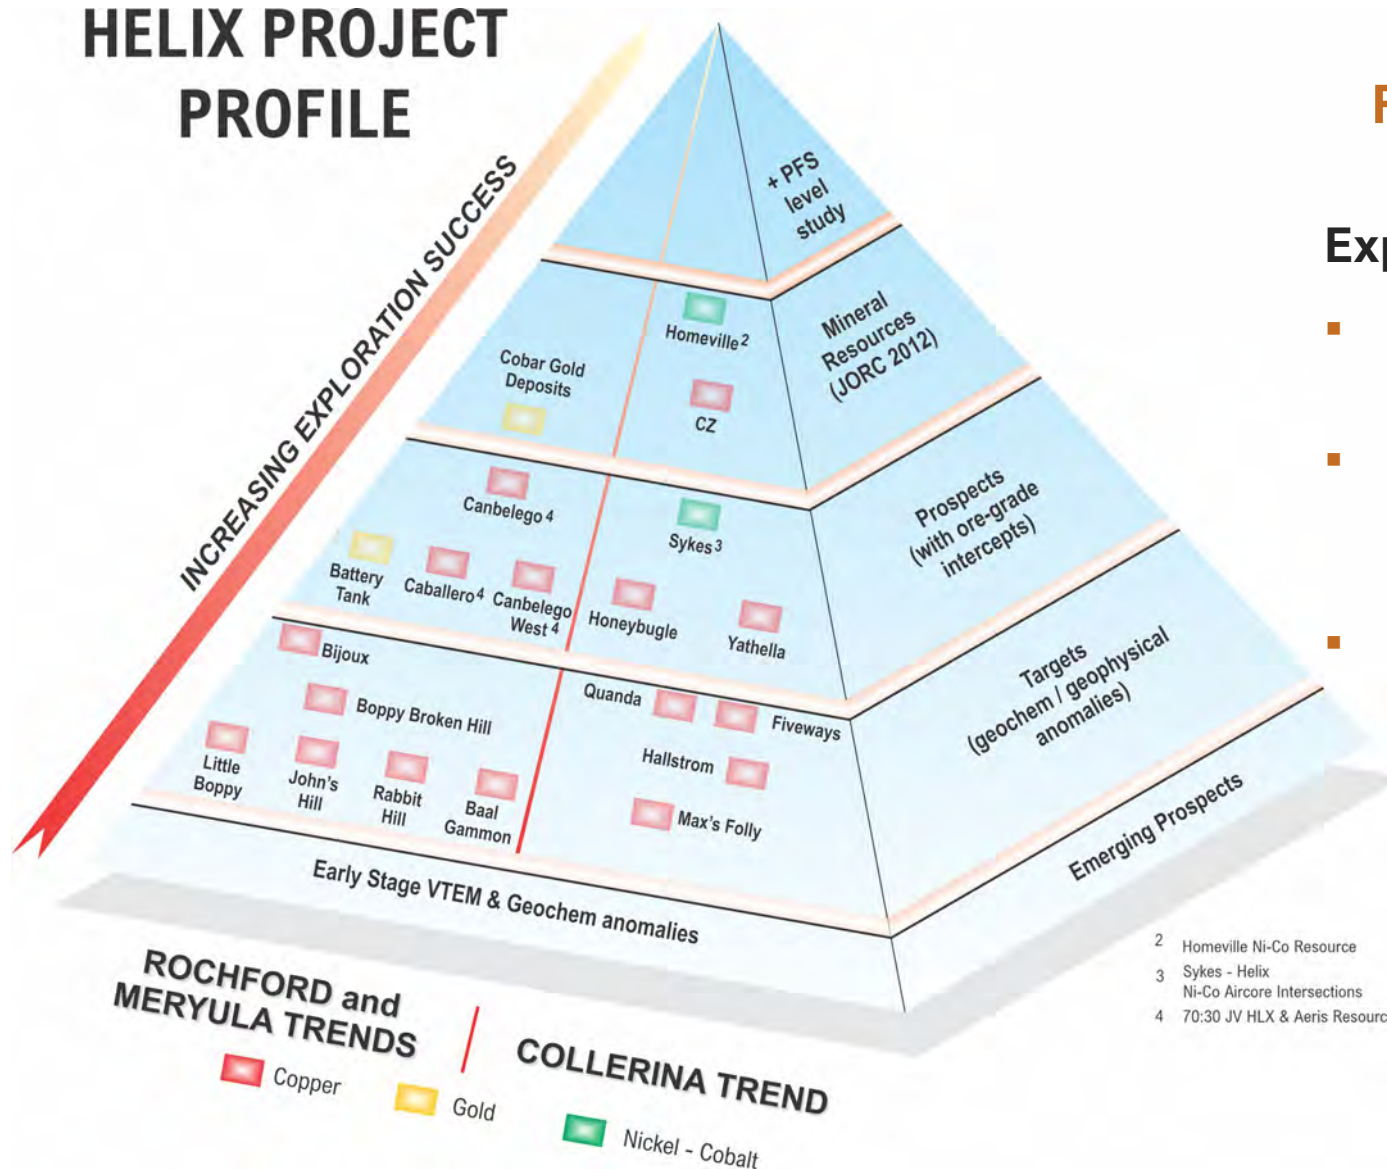 HELIX PROJECT
PROFILE
INCREASING EXPLORATION SUCCESS
+ PFS
level
study
Homeville 2
Cobar Gold
Deposits
CZ
Mineral
Resources
(JORC 2012)
Canbelego 4
Sykes 3
Battery
Tank
Caballero 4
Canbelego
West 4
Honeybugle
Yathella
Prospects
(with ore-grade
intercepts)
Bijoux
Boppy Broken Hill
Little
Boppy
John's
Hill
Rabbit
Hill
Baal
Gammon
Quanda
Fiveways
Hallstrom
Max's Folly
Targets
(geochem / geophysical
anomalies)
Early Stage VTEM & Geochem anomalies
Emerging Prospects
2 Homeville Ni-Co Resource
3 Sykes - Helix
Ni-Co Aircore Intersections
4 70:30 JV HLX & Aeris
ROCHFORD and
MERYULA TRENDS
COLLERINA TREND
Copper
Gold
Nickel - Cobalt